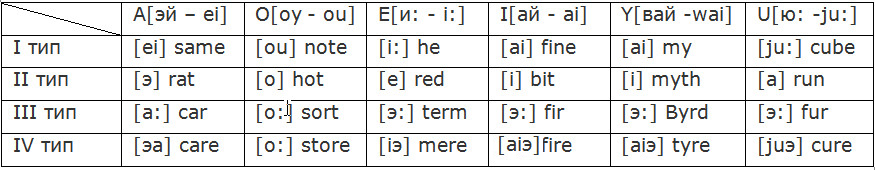 A[эй – ei] O[оу - ou] E[и: - i:] I[ай - ai] Y[вай -wai] U[ю: -ju:]
I тип [ei] same [ou] note [i:] he [ai] fine [ai] my [ju:] cube
II тип [э] rat [o] hot [e] red [i] bit [i] myth [a] run
III тип [a:] car [o:] sort [э:] term [э:] fir [э:] Byrd [э:] fur
IV тип [эа] care [o:] store [iэ] mere [aiэ]fire [aiэ] tyre [juэ] cure